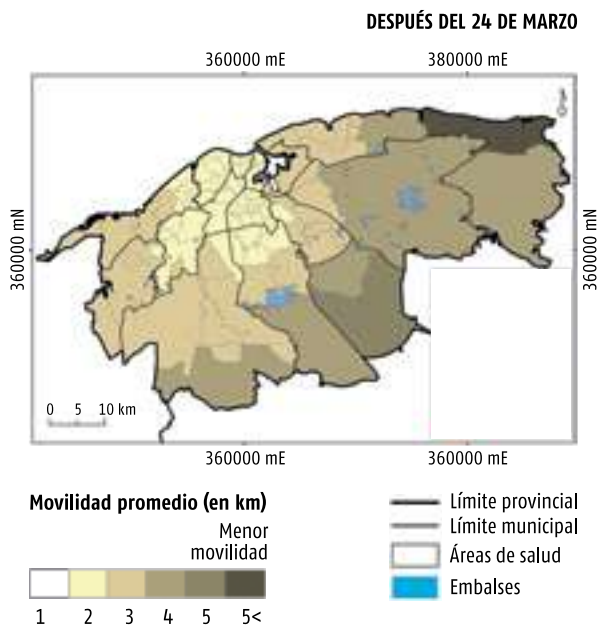 DESPUÉS DEL 24 DE MARZO
360000 mE
380000 mE
360000 mN
360000 mN
0 5 10 km
360000 mE
360000 mE
Movilidad promedio (en km)
Menor
movilidad
1 2 3 4 5 5<
Límite provincial
Límite municipal
Áreas de salud
Embalses